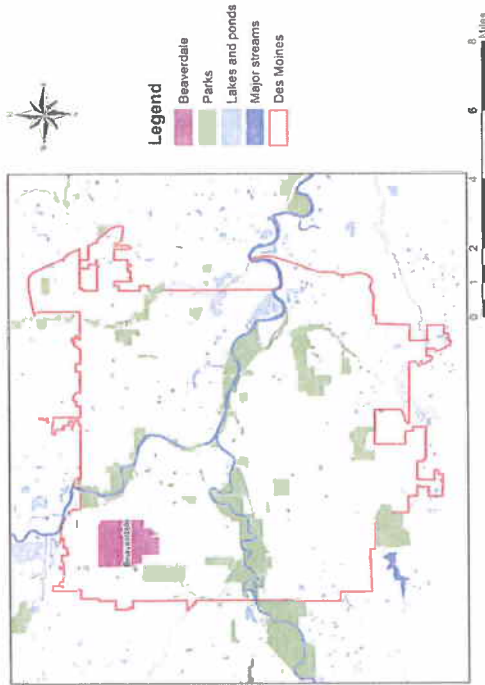 Beaverdale
Legend
Beaverdale
Parks
Lakes and ponds
Major streams
Des Moines
0 1 2 4 6 8
Miles